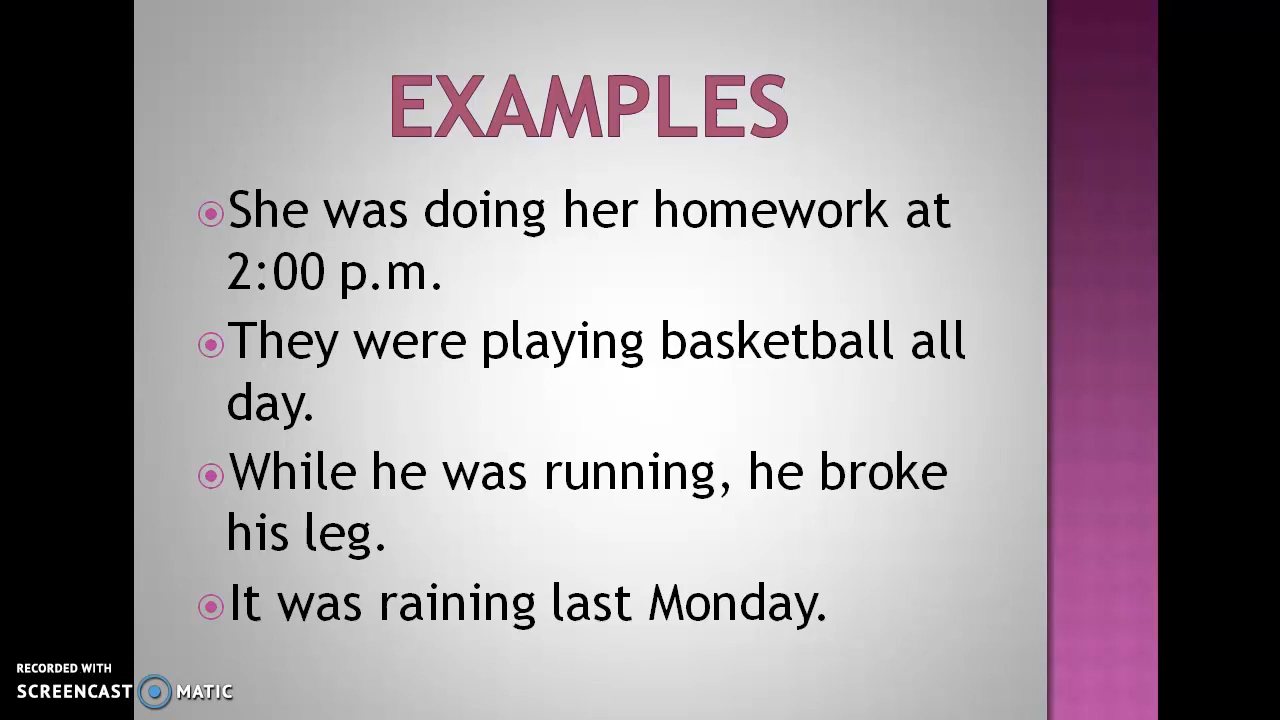 EXAMPLES
She was doing her homework at
2:00 p.m.
They were playing basketball all
day.
While he was running, he broke
his leg.
It was raining last Monday.
RECORDED WITH
SCREENCAST MATIC